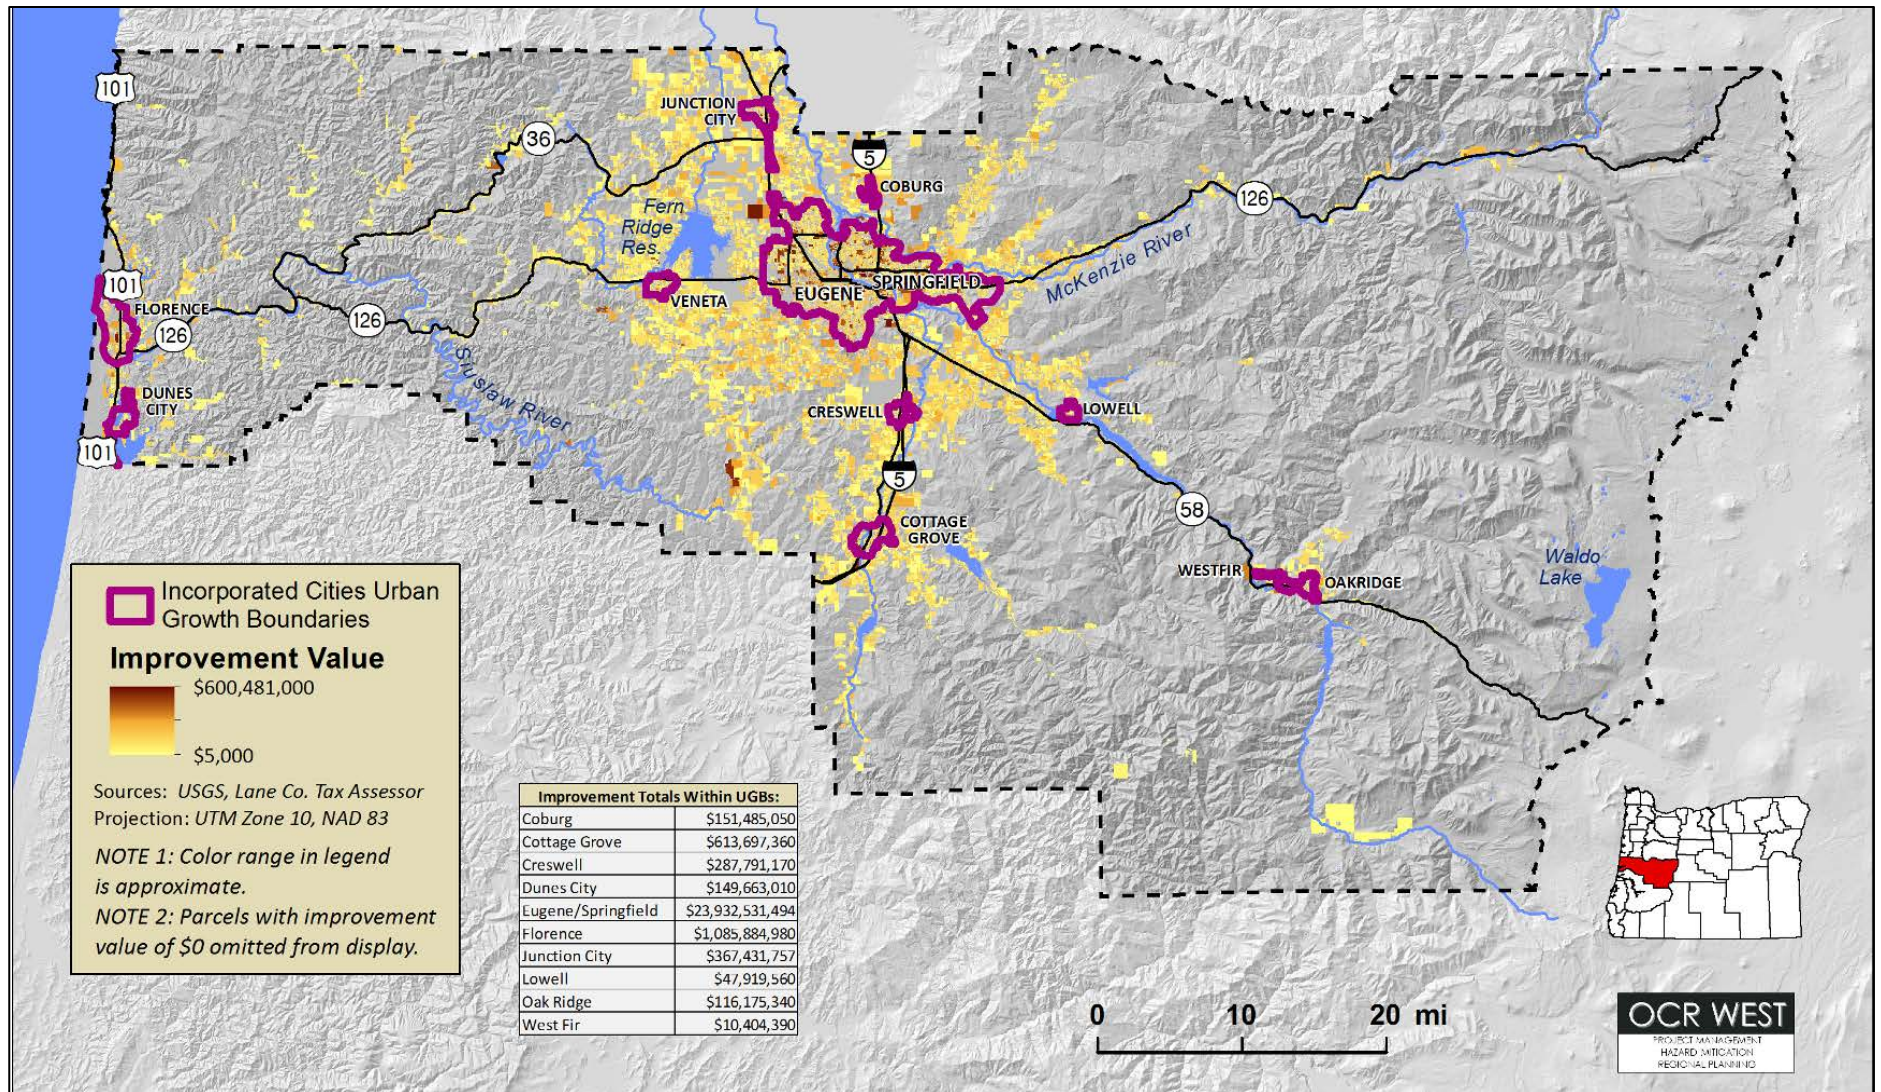 101
JUNCTION
CITY
36
5
COBURG
Fern
Ridge
Res.
126
McKenzie River
101
FLORENCE
126
126
VENETA
EUGENE
SPRINGFIELD
Siuslaw River
DUNES
CITY
101
CRESWELL
LOWELL
5
58
COTTAGE
GROVE
WESTFIR
OAKRIDGE
Waldo
Lake
Incorporated Cities Urban
Growth Boundaries
Improvement Value
$600,481,000
$5,000
Sources: USGS, Lane Co. Tax Assessor
Projection: UTM Zone 10, NAD 83
NOTE 1: Color range in legend
is approximate.
NOTE 2: Parcels with improvement
value of $0 omitted from display.
Improvement Totals Within UGBs:
Coburg $151,485,050
Cottage Grove $613,697,360
Creswell $287,791,170
Dunes City $149,663,010
Eugene/Springfield $23,932,531,494
Florence $1,085,884,980
Junction City $367,431,757
Lowell $47,919,560
Oak Ridge $116,175,340
West Fir $10,404,390
0 10 20 mi
OCR WEST
PROJECT MANAGEMENT
HAZARD MITIGATION
REGIONAL PLANNING